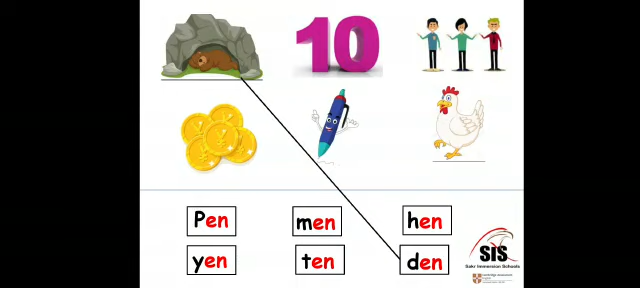 10
Pen
men
hen
yen
ten
den
SIS
Sakr Immersion Schools